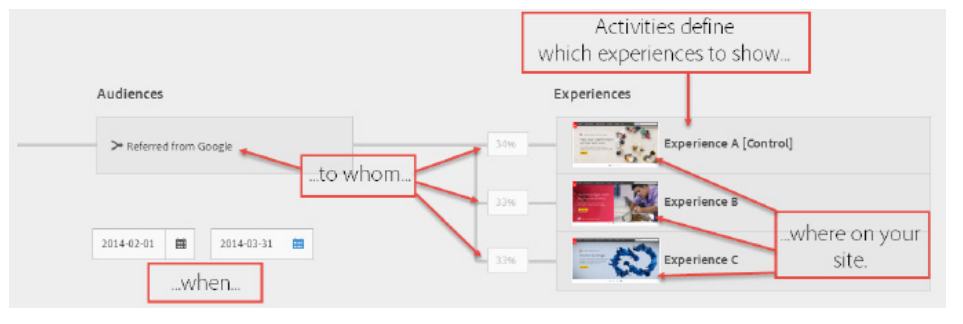 Activities define
which experiences to show...
Audiences
Experiences
Referred from Google
34%
Experience A [Control]
...to whom...
33%
Experience B
...where on your
site.
2014-02-01
2014-03-31
33%
Experience C
...when...